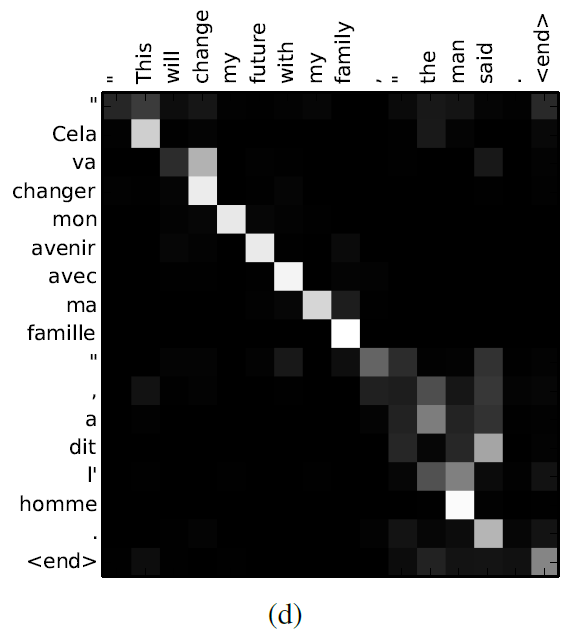 " This will change my future with my family , " the man said . <end>
"
Cela
va
changer
mon
avenir
avec
ma
famille
"
,
a
dit
l'
homme
.
<end>
(d)